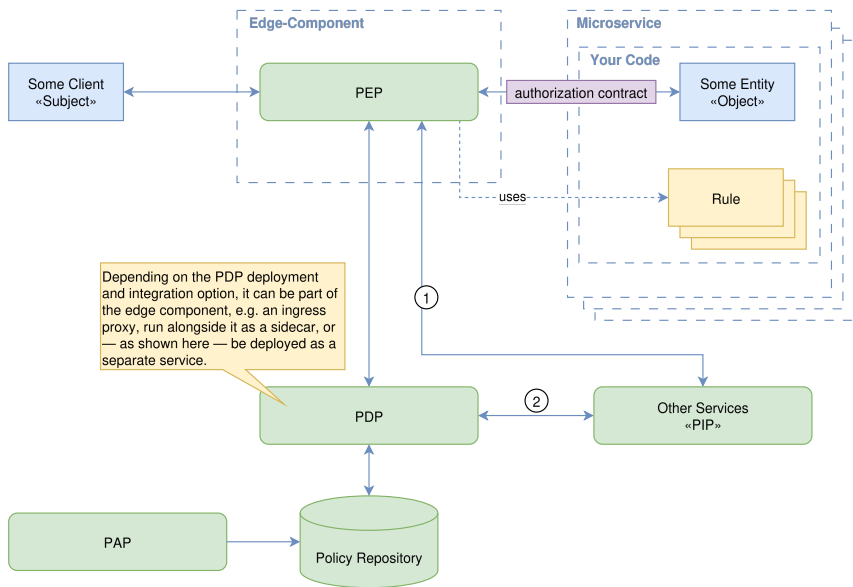 Edge-Component
Microservice
Your Code
Some Client
«Subject»
PEP
authorization contract
Some Entity
«Object»
uses
Rule
Depending on the PDP deployment
and integration option, it can be part of
the edge component, e.g. an ingress
proxy, run alongside it as a sidecar, or
— as shown here — be deployed as a
separate service.
1
PDP
2
Other Services
«PIP»
PAP
Policy Repository